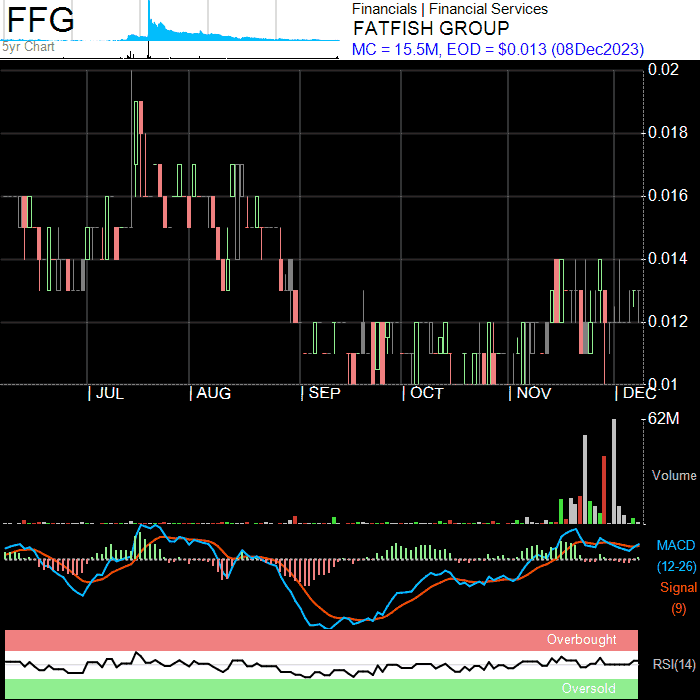 FFG
5yr Chart
Financials | Financial Services
FATFISH GROUP
MC = 15.5M, EOD = $0.013 (08Dec2023)
0.02
0.018
0.016
0.014
0.012
0.01
JUL AUG SEP OCT NOV DEC
62M
Volume
MACD
(12-26)
Signal
(9)
Overbought
RSI(14)
Oversold